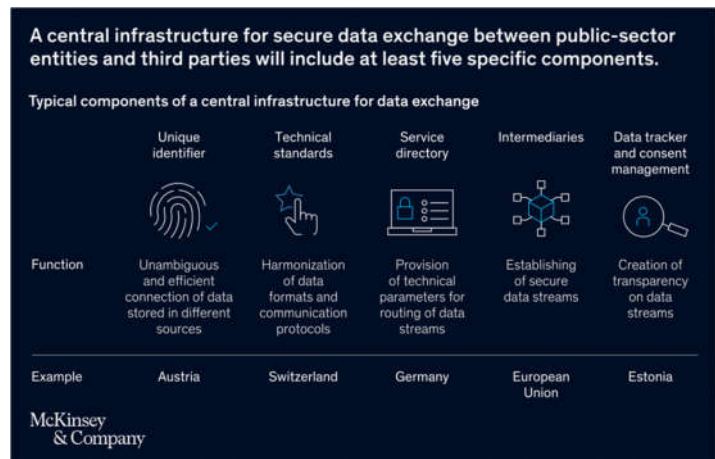 A central infrastructure for secure data exchange between public-sector
entities and third parties will include at least five specific components.
Typical components of a central infrastructure for data exchange
Unique
identifier
Technical
standards
Service
directory
Intermediaries
Data tracker
and consent
management
Function
Unambiguous
and efficient
connection of data
stored in different
sources
Harmonization
of data
formats and
communication
protocols
Provision
of technical
parameters for
routing of data
streams
Establishing
of secure
data streams
Creation of
transparency
on data
streams
Example
Austria
Switzerland
Germany
European
Union
Estonia
McKinsey
& Company